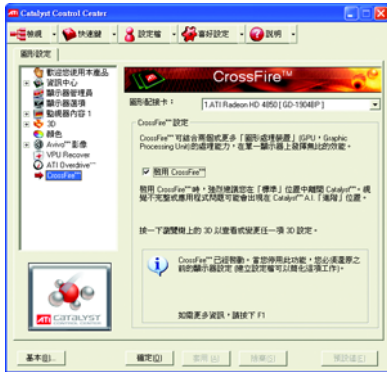 Catalyst Control Center
檢視
快速鍵
設定檔
喜好設定
說明
圖形設定
歡迎您使用本產品
資訊中心
顯示器管理員
顯示器選項
動視器內容 1
3D
顏色
Avivo™ 影像
VPU Recover
ATI Overdrive™
CrossFire™
CrossFire™
圖形配接卡：
1.ATI Radeon HD 4850 [ GD-1904BP ]
CrossFire™ 設定
CrossFire™ 可結合兩個或更多「圖形處理裝置」(GPU，Graphic
Processing Unit)的處理能力，在單一顯示器上發揮無比的效能。
啟用 CrossFire™
啟用 CrossFire™ 時，強烈建議您在「標準」位置中離開 Catalyst™。視
覺不完整或應用程式問題可能會出現在 Catalyst™ A.I.「進階」位置。
按一下瀏覽樹上的 3D 以查看或變更任一項 3D 設定。
CrossFire™ 已經啟動。當您停用此功能，您必須還原之
前的顯示器設定 (建立設定檔可以簡化這項工作)。
如需更多資訊，請按下 F1
ATI CATALYST
CONTROL CENTER
基本(B)..
確定(O)
套用 (A)
捨棄(S)
預設值(E)